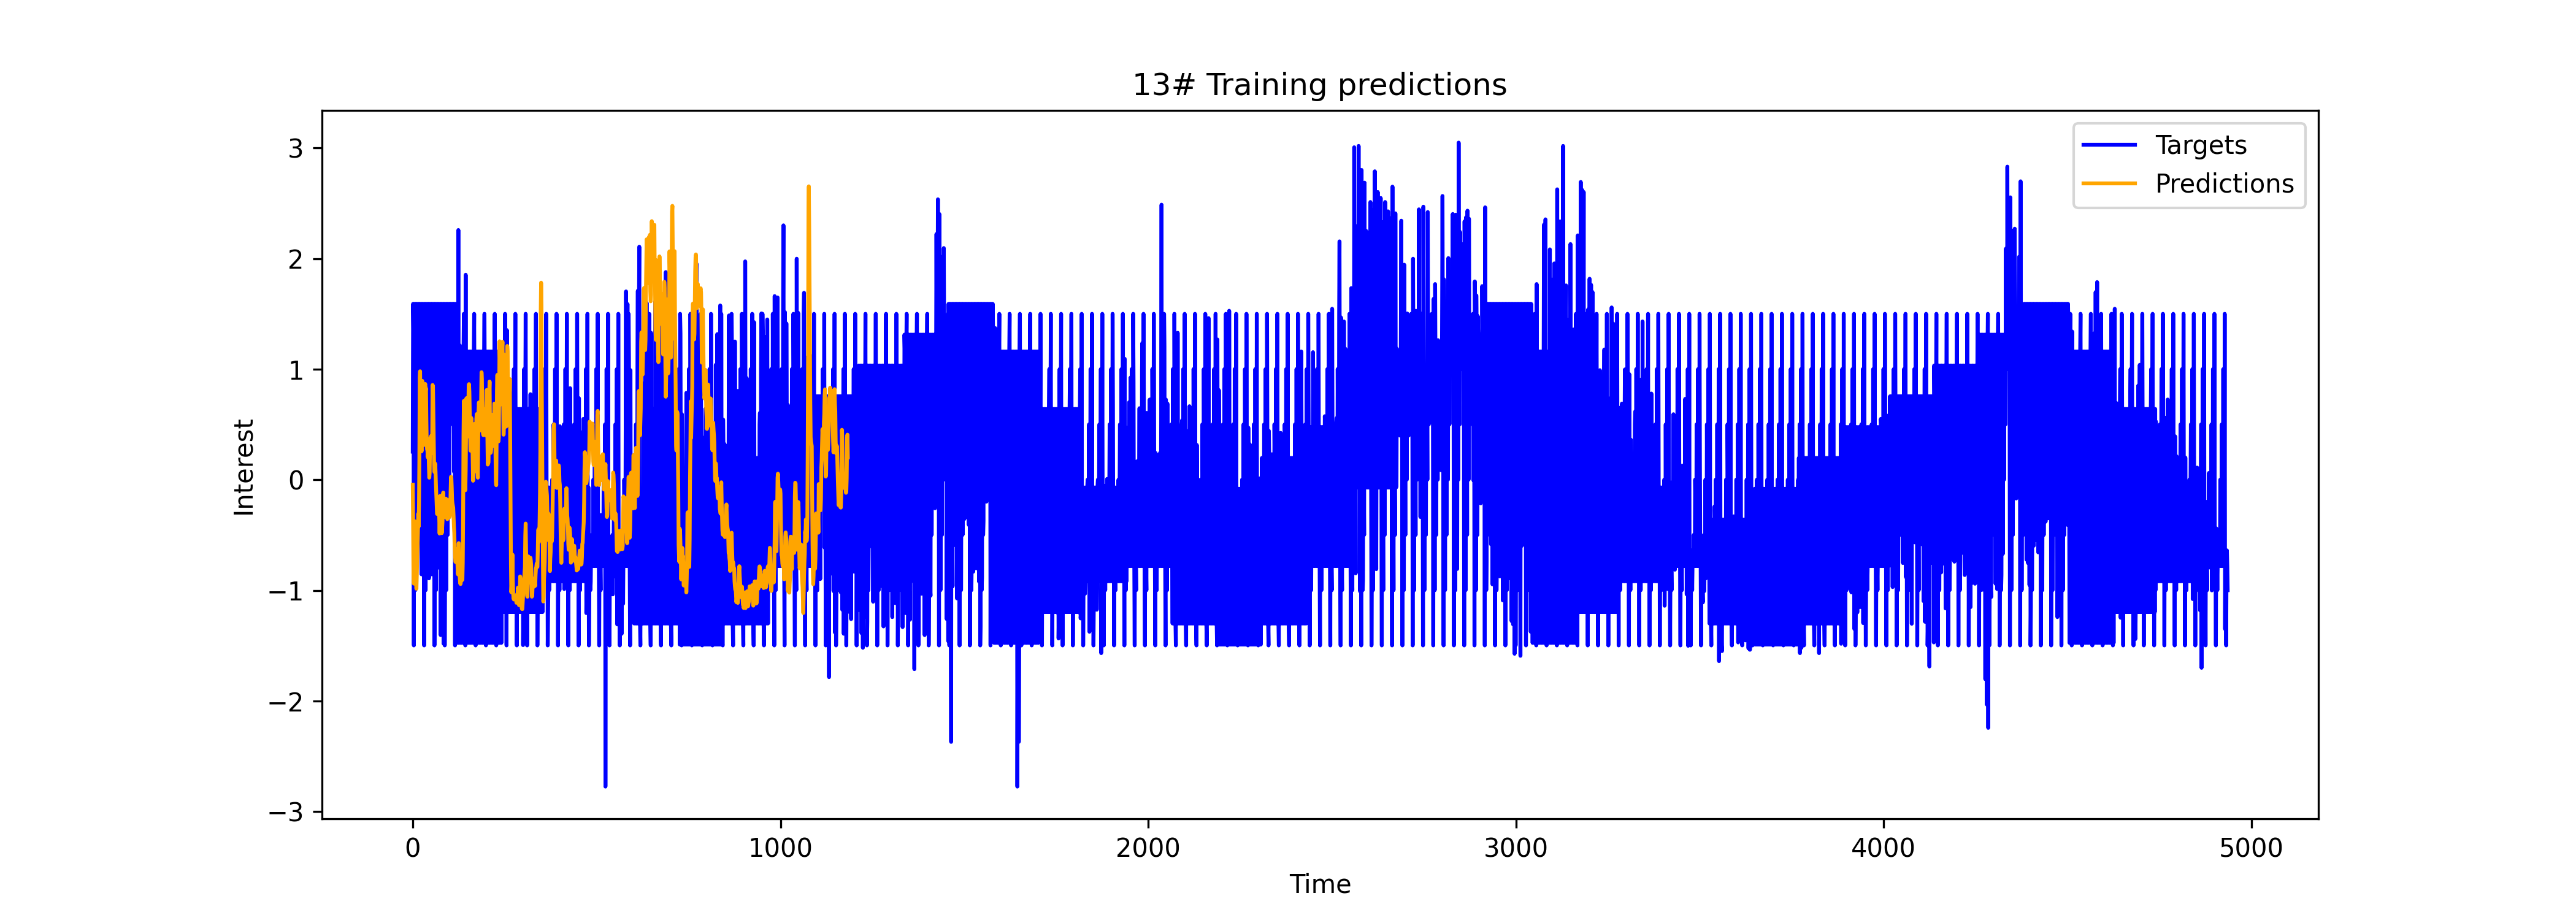 13# Training predictions
Targets
Predictions
3
2
1
0
−1
−2
−3
Interest
0 1000 2000 3000 4000 5000
Time